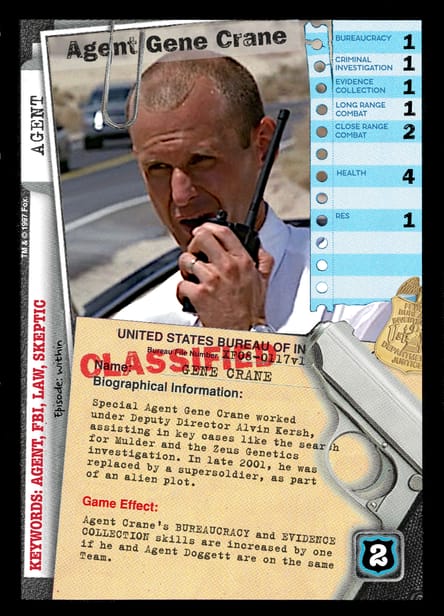 Agent Gene Crane
BUREAUCRACY 1
CRIMINAL
INVESTIGATION 1
EVIDENCE
COLLECTION 1
LONG RANGE
COMBAT 1
CLOSE RANGE
COMBAT 2
HEALTH 4
RES 1
AGENT
TM & © 1997 Fox.
KEYWORDS: AGENT, FBI, LAW, SKEPTIC
Episode: within
UNITED STATES BUREAU OF IN
Bureau File Number: XF08-0117v1
CLASSIFIED
Name: GENE CRANE
Biographical Information:
Special Agent Gene Crane worked
under Deputy Director Alvin Kersh,
assisting in key cases like the search
for Mulder and the Zeus Genetics
investigation. In late 2001, he was
replaced by a supersoldier, as part
of an alien plot.
Game Effect:
Agent Crane's BUREAUCRACY and EVIDENCE
COLLECTION skills are increased by one
if he and Agent Doggett are on the same
Team.
2